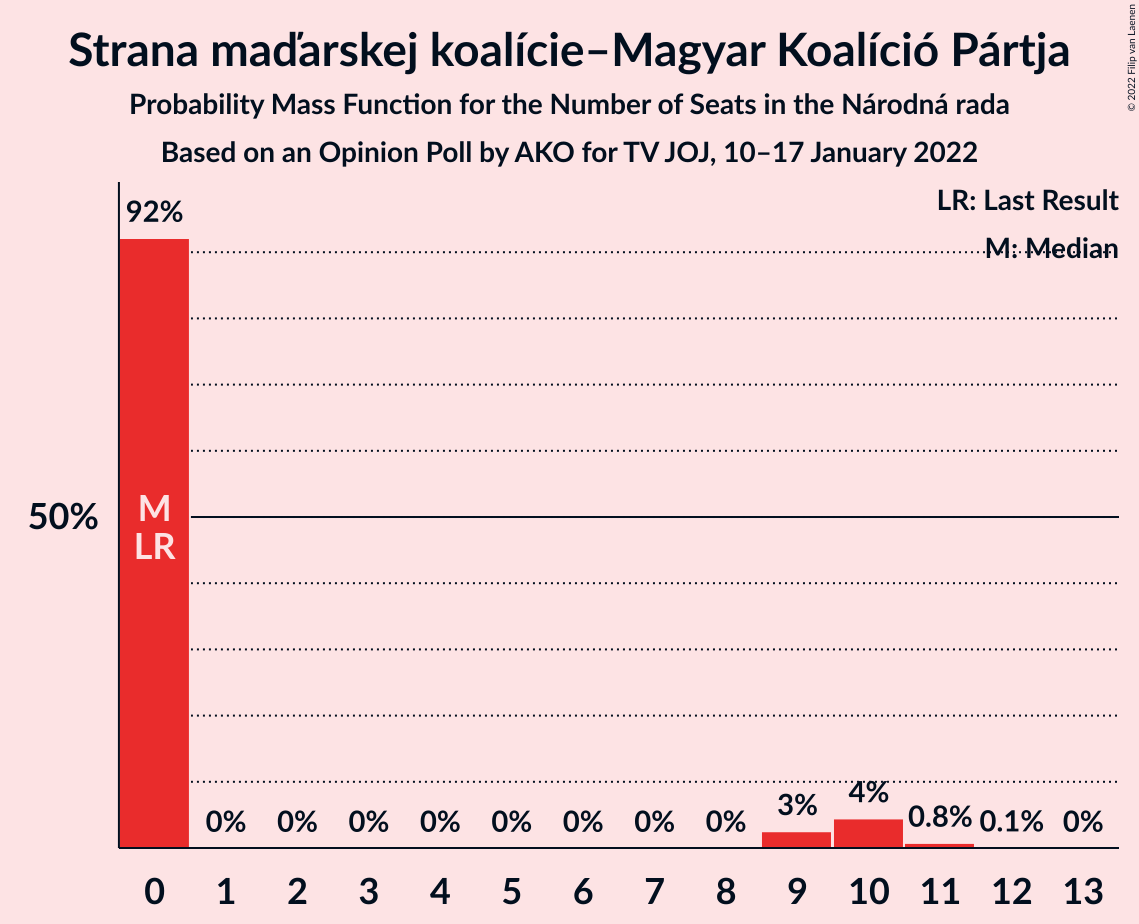 Strana maďarskej koalície–Magyar Koalíció Pártja
Probability Mass Function for the Number of Seats in the Národná rada
Based on an Opinion Poll by AKO for TV JOJ, 10–17 January 2022
© 2022 Filip van Laenen
LR: Last Result
M: Median
92%
50%
M
LR
0% 0% 0% 0% 0% 0% 0% 0% 3% 4% 0.8% 0.1% 0%
0 1 2 3 4 5 6 7 8 9 10 11 12 13